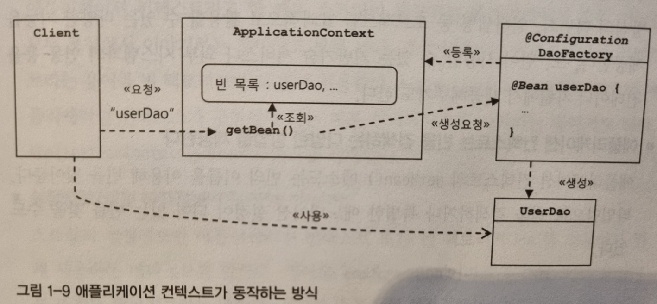 Client
ApplicationContext
@Configuration
DaoFactory
«등록»
빈 목록 : userDao, ...
@Bean userDao {
...
}
«요청»
"userDao"
«조회»
getBean()
«생성요청»
«생성»
UserDao
«사용»
그림 1-9 애플리케이션 컨텍스트가 동작하는 방식